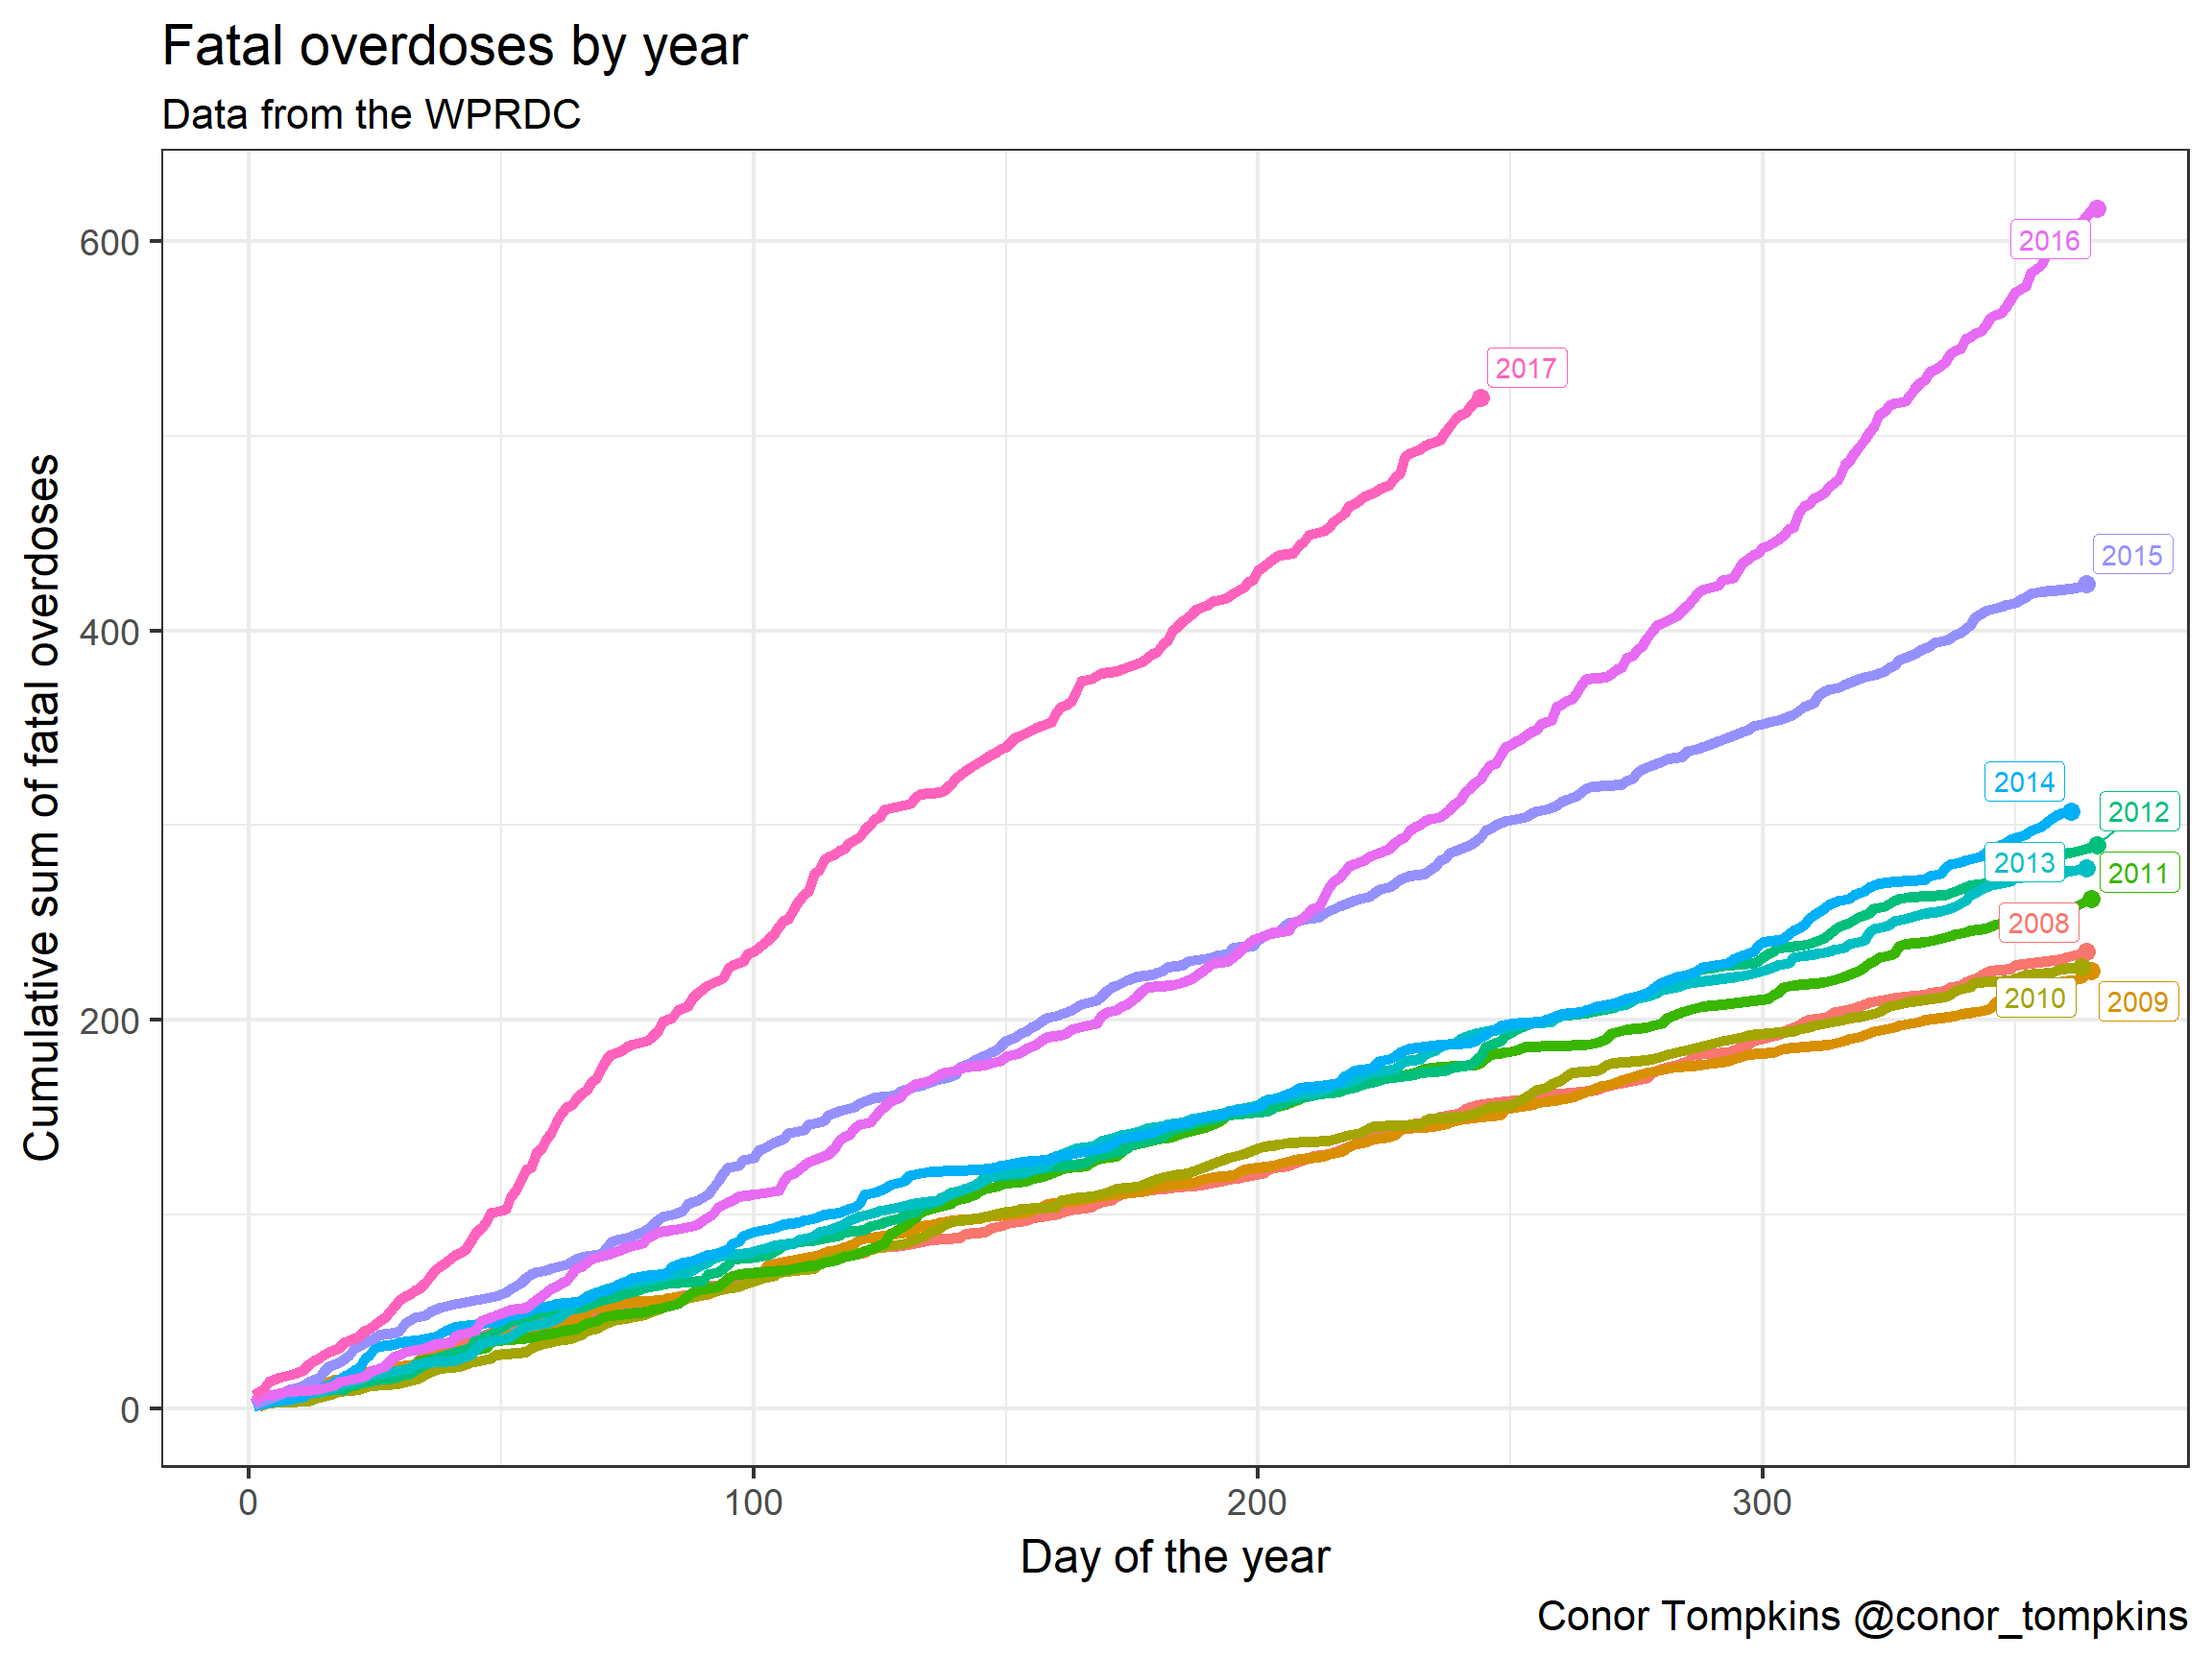 Fatal overdoses by year
Data from the WPRDC
Cumulative sum of fatal overdoses
600
400
200
0
2016
2017
2015
2014
2012
2013
2011
2008
2010
2009
0 100 200 300
Day of the year
Conor Tompkins @conor_tompkins